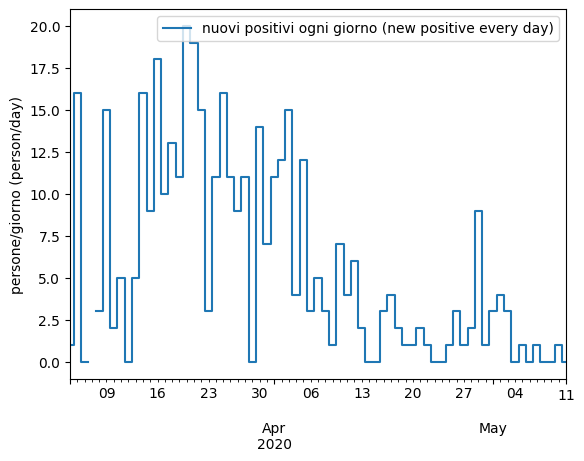 nuovi positivi ogni giorno (new positive every day)
persone/giorno (person/day)
20.0
17.5
15.0
12.5
10.0
7.5
5.0
2.5
0.0
09 16 23 30 06 13 20 27 04 11
Apr May
2020